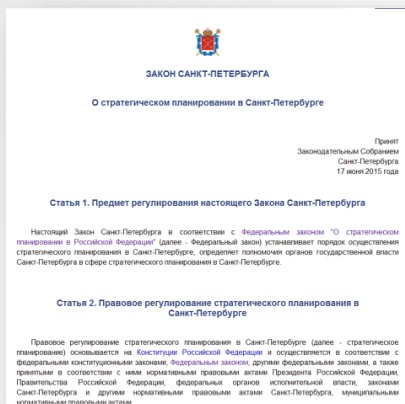 ЗАКОН САНКТ-ПЕТЕРБУРГА
О стратегическом планировании в Санкт-Петербурге
Принят
Законодательным Собранием
Санкт-Петербурга
17 июня 2015 года
Статья 1. Предмет регулирования настоящего Закона Санкт-Петербурга
Настоящий Закон Санкт-Петербурга в соответствии с Федеральным законом "О стратегическом
планировании в Российской Федерации" (далее - Федеральный закон) устанавливает порядок осуществления
стратегического планирования в Санкт-Петербурге, определяет полномочия органов государственной власти
Санкт-Петербурга в сфере стратегического планирования в Санкт-Петербурге.
Статья 2. Правовое регулирование стратегического планирования в
Санкт-Петербурге
Правовое регулирование стратегического планирования в Санкт-Петербурге (далее - стратегическое
планирование) основывается на Конституции Российской Федерации и осуществляется в соответствии с
федеральными конституционными законами, Федеральным законом, другими федеральными законами, а также
принятыми в соответствии с ними нормативными правовыми актами Президента Российской Федерации,
Правительства Российской Федерации, федеральных органов исполнительной власти, законами
Санкт-Петербурга и другими нормативными правовыми актами Санкт-Петербурга, муниципальными
нормативными правовыми актами.